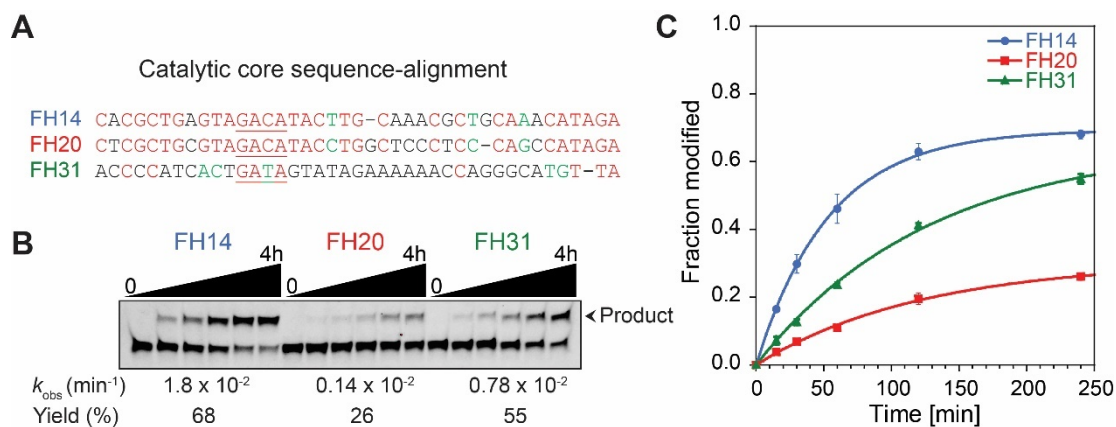 A
Catalytic core sequence-alignment
FH14 CACGCTGAGTAGACATACTTG-CAAACGCTGCAAACATAGA
FH20 CTCGCTGCGTAGACATACCTGGCTCCCTCC-CAGCCATAGA
FH31 ACCCCATCACTGATAGTATAGAAAAAACCAGGGCATGT-TA
B
FH14 FH20 FH31
0 4h 0 4h 0 4h
Product
kobs (min-1) 1.8 x 10-2 0.14 x 10-2 0.78 x 10-2
Yield (%) 68 26 55
C
FH14
FH20
FH31
1.0
0.8
0.6
0.4
0.2
0.0
Fraction modified
0 50 100 150 200 250
Time [min]